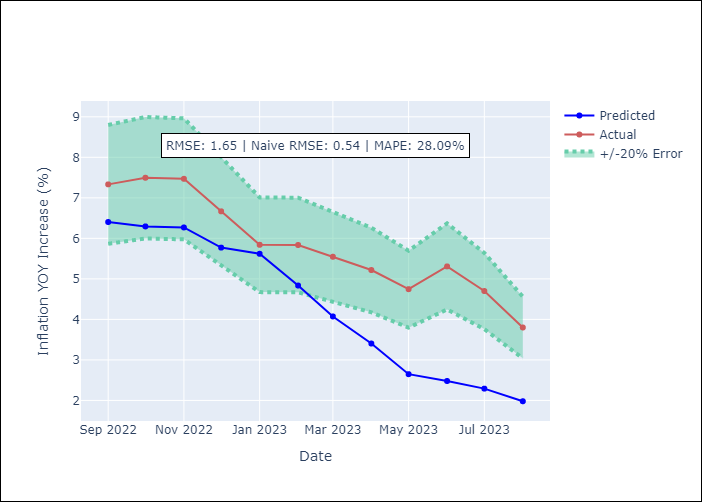 RMSE: 1.65 | Naive RMSE: 0.54 | MAPE: 28.09%
Predicted
Actual
+/-20% Error
Inflation YOY Increase (%)
9
8
7
6
5
4
3
2
Sep 2022
Nov 2022
Jan 2023
Mar 2023
May 2023
Jul 2023
Date